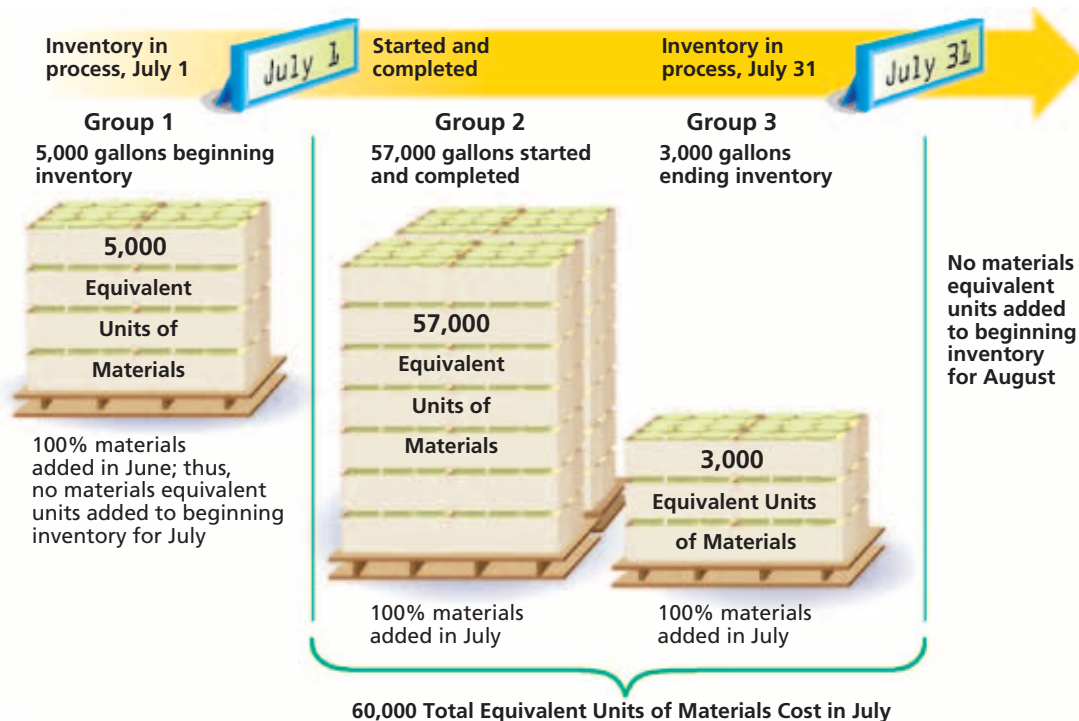 Inventory in
process, July 1
July 1
Started and
completed
Inventory in
process, July 31
July 31
Group 1
5,000 gallons beginning
inventory
5,000
Equivalent
Units of
Materials
100% materials
added in June; thus,
no materials equivalent
units added to beginning
inventory for July
Group 2
57,000 gallons started
and completed
57,000
Equivalent
Units of
Materials
100% materials
added in July
Group 3
3,000 gallons
ending inventory
3,000
Equivalent Units
of Materials
100% materials
added in July
No materials
equivalent
units added
to beginning
inventory
for August
60,000 Total Equivalent Units of Materials Cost in July